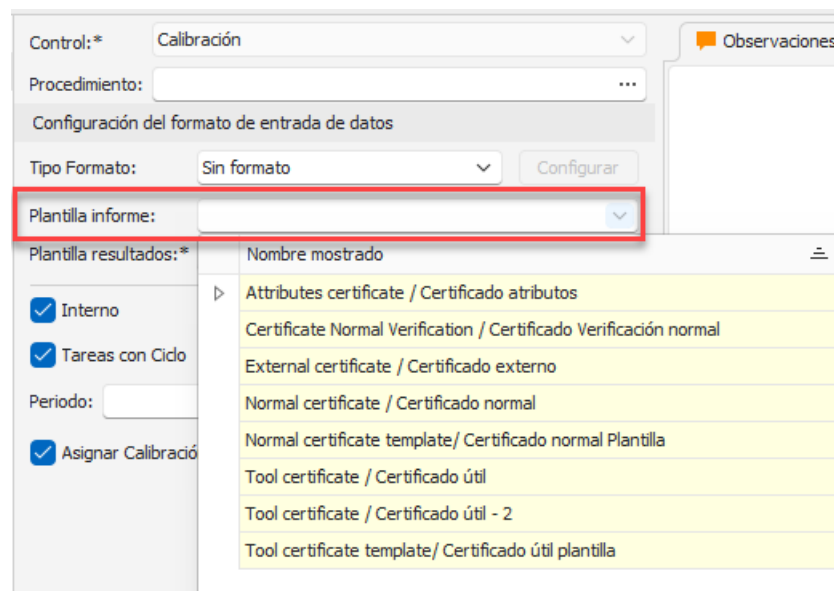 Control:* Calibración
Observaciones
Procedimiento: ...
Configuración del formato de entrada de datos
Tipo Formato: Sin formato Configurar
Plantilla informe:
Plantilla resultados:* Nombre mostrado
Attributes certificate / Certificado atributos
Interno
Certificate Normal Verification / Certificado Verificación normal
Tareas con Ciclo
External certificate / Certificado externo
Periodo:
Normal certificate / Certificado normal
Asignar Calibració
Normal certificate template/ Certificado normal Plantilla
Tool certificate / Certificado útil
Tool certificate / Certificado útil - 2
Tool certificate template/ Certificado útil plantilla